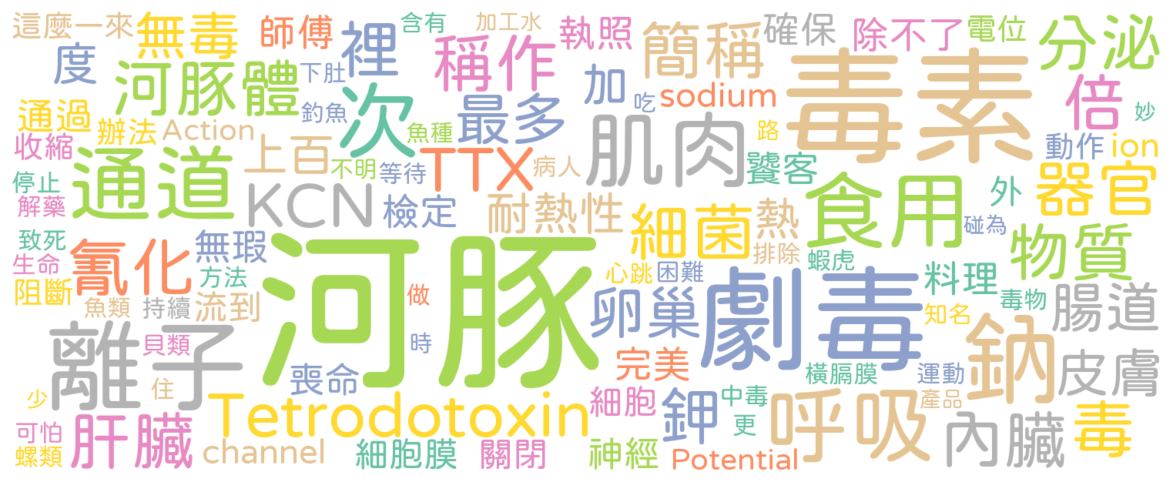 這麼一來 無毒 師傅 裡 含有 加工水 執照 簡稱 確保 除不了 電位 分泌
度 河豚體 下肚 稱作 加 吃 sodium 毒素 倍 妙
通過 辦法 Action 釣魚 次 魚種 最多 肌肉 路 動作 ion
收縮 通道 上百 不明 等待 TTX 病人 饕客 器官
停止 解藥 KCN 檢定 耐熱性 細菌 熱 食用 外 碰為
致死 氰化 無瑕 河豚 心跳 困難 排除 蝦虎 物質
生命 方法 劇毒 料理 毒物 腸道
阻斷 魚類 持續 流到 做 卵巢 知名 鈉
離子 貝類 時 完美 橫膈膜 運動 皮膚
少 住 喪命 Tetrodotoxin 細胞 鉀 中毒 呼吸 產品
可怕 肝臟 更 內臟 毒
螺類 channel 細胞膜 關閉 神經 Potential